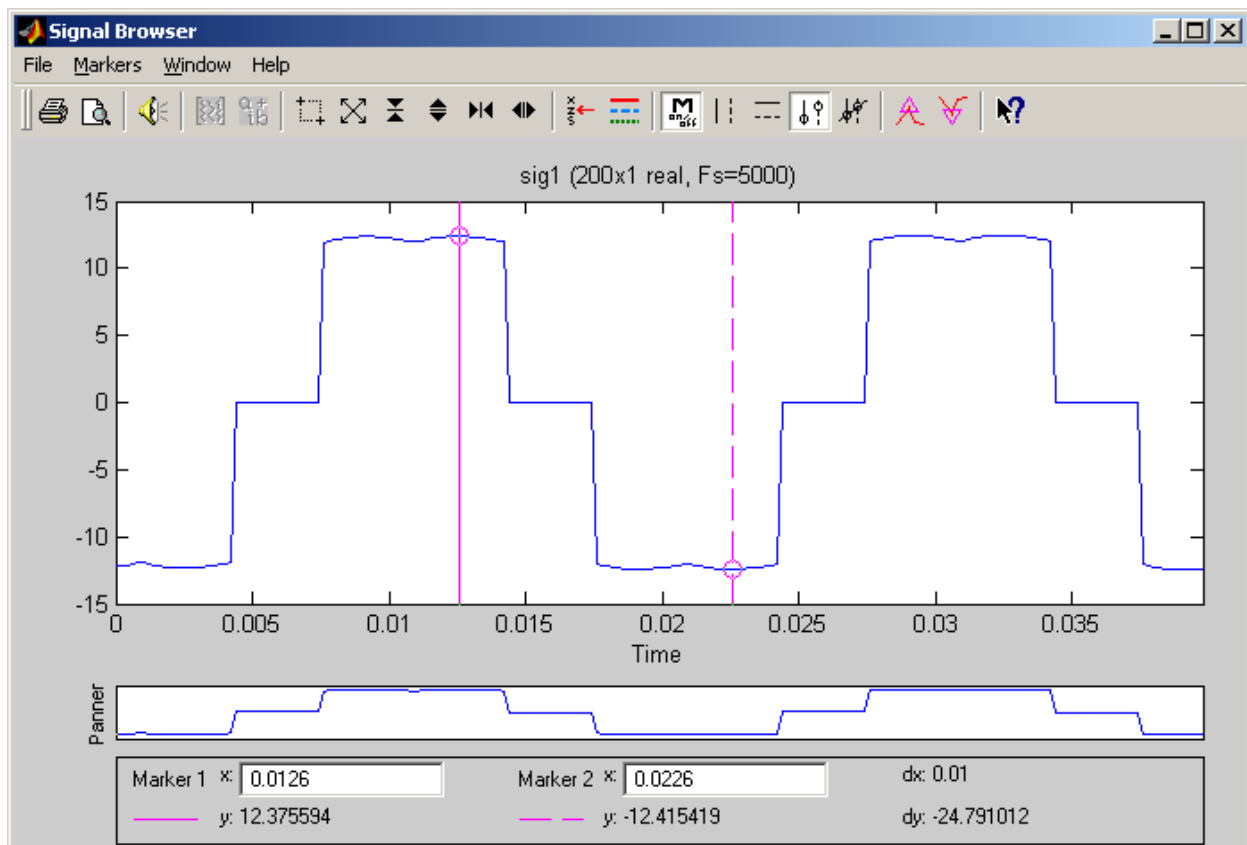 Signal Browser
File Markers Window Help
M
on/off
sig1 (200x1 real, Fs=5000)
15
10
5
0
-5
-10
-15
0 0.005 0.01 0.015 0.02 0.025 0.03 0.035
Time
Panner
Marker 1 x: 0.0126 Marker 2 x: 0.0226 dx: 0.01
y: 12.375594 y: -12.415419 dy: -24.791012